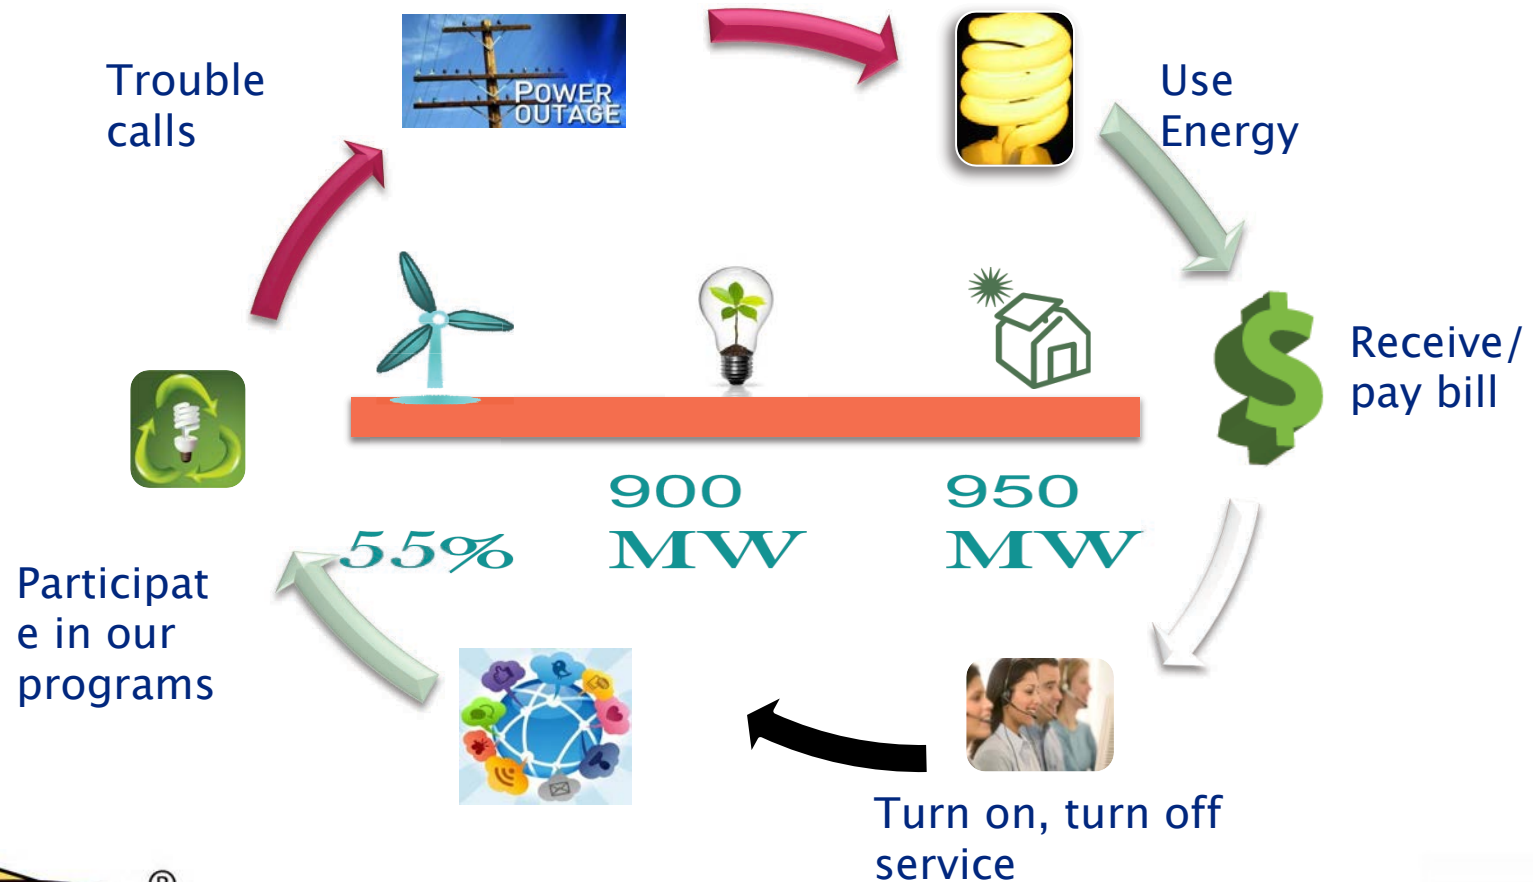 Trouble
calls
POWER
OUTAGE
Use
Energy
Receive/
pay bill
55%
900
MW
950
MW
Participat
e in our
programs
Turn on, turn off
service
®